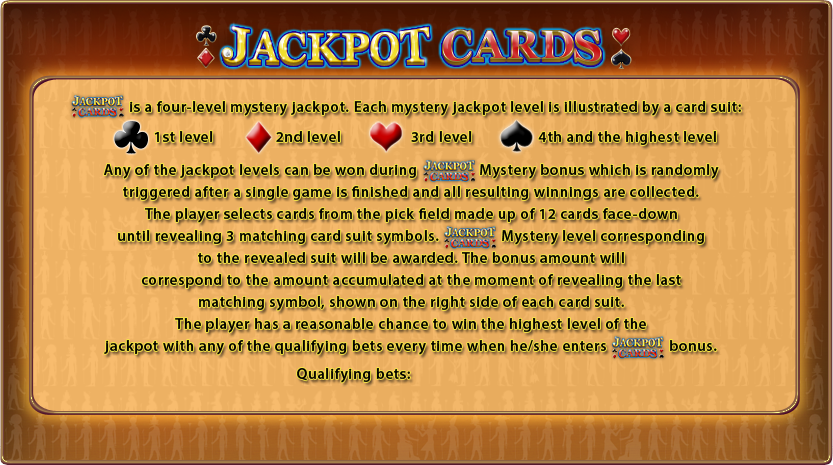 JACKPOT CARDS
JACKPOT CARDS is a four-level mystery jackpot. Each mystery jackpot level is illustrated by a card suit:
1st level 2nd level 3rd level 4th and the highest level
Any of the jackpot levels can be won during JACKPOT CARDS Mystery bonus which is randomly
triggered after a single game is finished and all resulting winnings are collected.
The player selects cards from the pick field made up of 12 cards face-down
until revealing 3 matching card suit symbols. JACKPOT CARDS Mystery level corresponding
to the revealed suit will be awarded. The bonus amount will
correspond to the amount accumulated at the moment of revealing the last
matching symbol, shown on the right side of each card suit.
The player has a reasonable chance to win the highest level of the
jackpot with any of the qualifying bets every time when he/she enters JACKPOT CARDS bonus.
Qualifying bets: